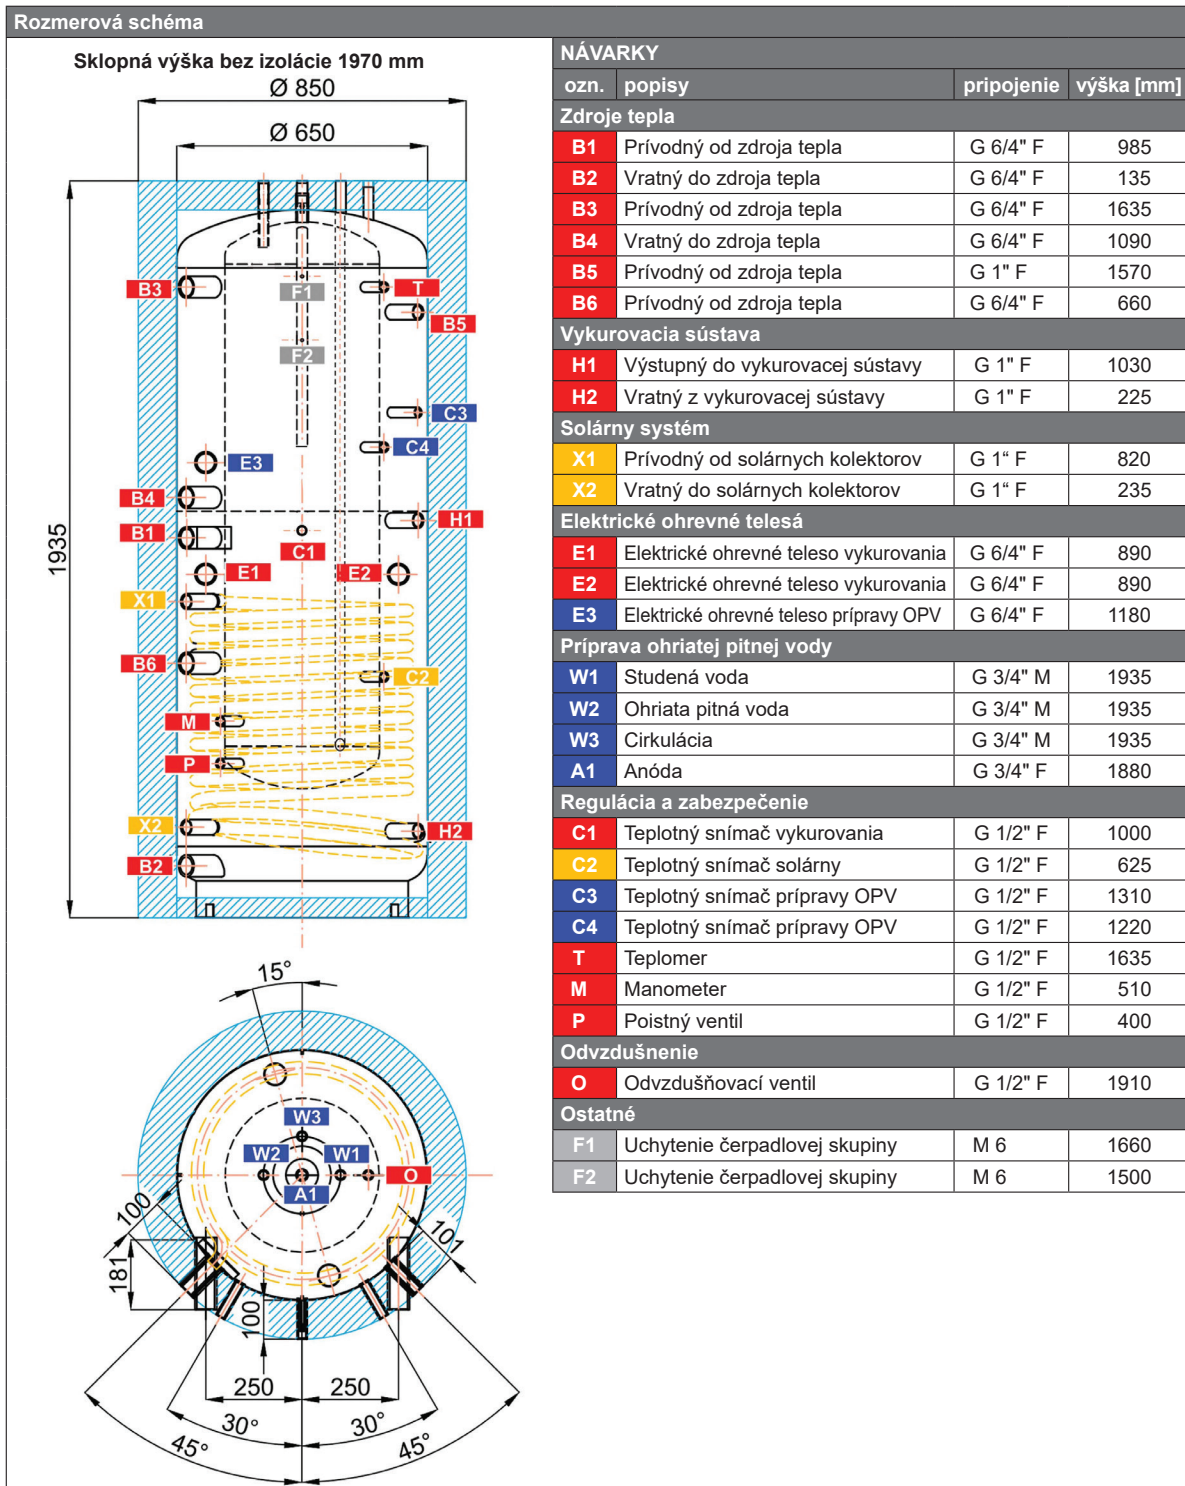 Rozmerová schéma
Sklopná výška bez izolácie 1970 mm
Ø 850
Ø 650
1935
B3
F1
T
B5
F2
C3
C4
E3
B4
H1
B1
C1
E1
E2
X1
B6
C2
M
P
X2
H2
B2
15°
W3
W2
W1
O
A1
100
181
100
101
250
250
30°
30°
45°
45°
NÁVARKY
ozn. popisy pripojenie výška [mm]
Zdroje tepla
B1 Prívodný od zdroja tepla G 6/4" F 985
B2 Vratný do zdroja tepla G 6/4" F 135
B3 Prívodný od zdroja tepla G 6/4" F 1635
B4 Vratný do zdroja tepla G 6/4" F 1090
B5 Prívodný od zdroja tepla G 1" F 1570
B6 Prívodný od zdroja tepla G 6/4" F 660
Vykurovacia sústava
H1 Výstupný do vykurovacej sústavy G 1" F 1030
H2 Vratný z vykurovacej sústavy G 1" F 225
Solárny systém
X1 Prívodný od solárnych kolektorov G 1“ F 820
X2 Vratný do solárnych kolektorov G 1“ F 235
Elektrické ohrevné telesá
E1 Elektrické ohrevné teleso vykurovania G 6/4" F 890
E2 Elektrické ohrevné teleso vykurovania G 6/4" F 890
E3 Elektrické ohrevné teleso prípravy OPV G 6/4" F 1180
Príprava ohriatej pitnej vody
W1 Studená voda G 3/4" M 1935
W2 Ohriata pitná voda G 3/4" M 1935
W3 Cirkulácia G 3/4" M 1935
A1 Anóda G 3/4" F 1880
Regulácia a zabezpečenie
C1 Teplotný snímač vykurovania G 1/2" F 1000
C2 Teplotný snímač solárny G 1/2" F 625
C3 Teplotný snímač prípravy OPV G 1/2" F 1310
C4 Teplotný snímač prípravy OPV G 1/2" F 1220
T Teplomer G 1/2" F 1635
M Manometer G 1/2" F 510
P Poistný ventil G 1/2" F 400
Odvzdušnenie
O Odvzdušňovací ventil G 1/2" F 1910
Ostatné
F1 Uchytenie čerpadlovej skupiny M 6 1660
F2 Uchytenie čerpadlovej skupiny M 6 1500